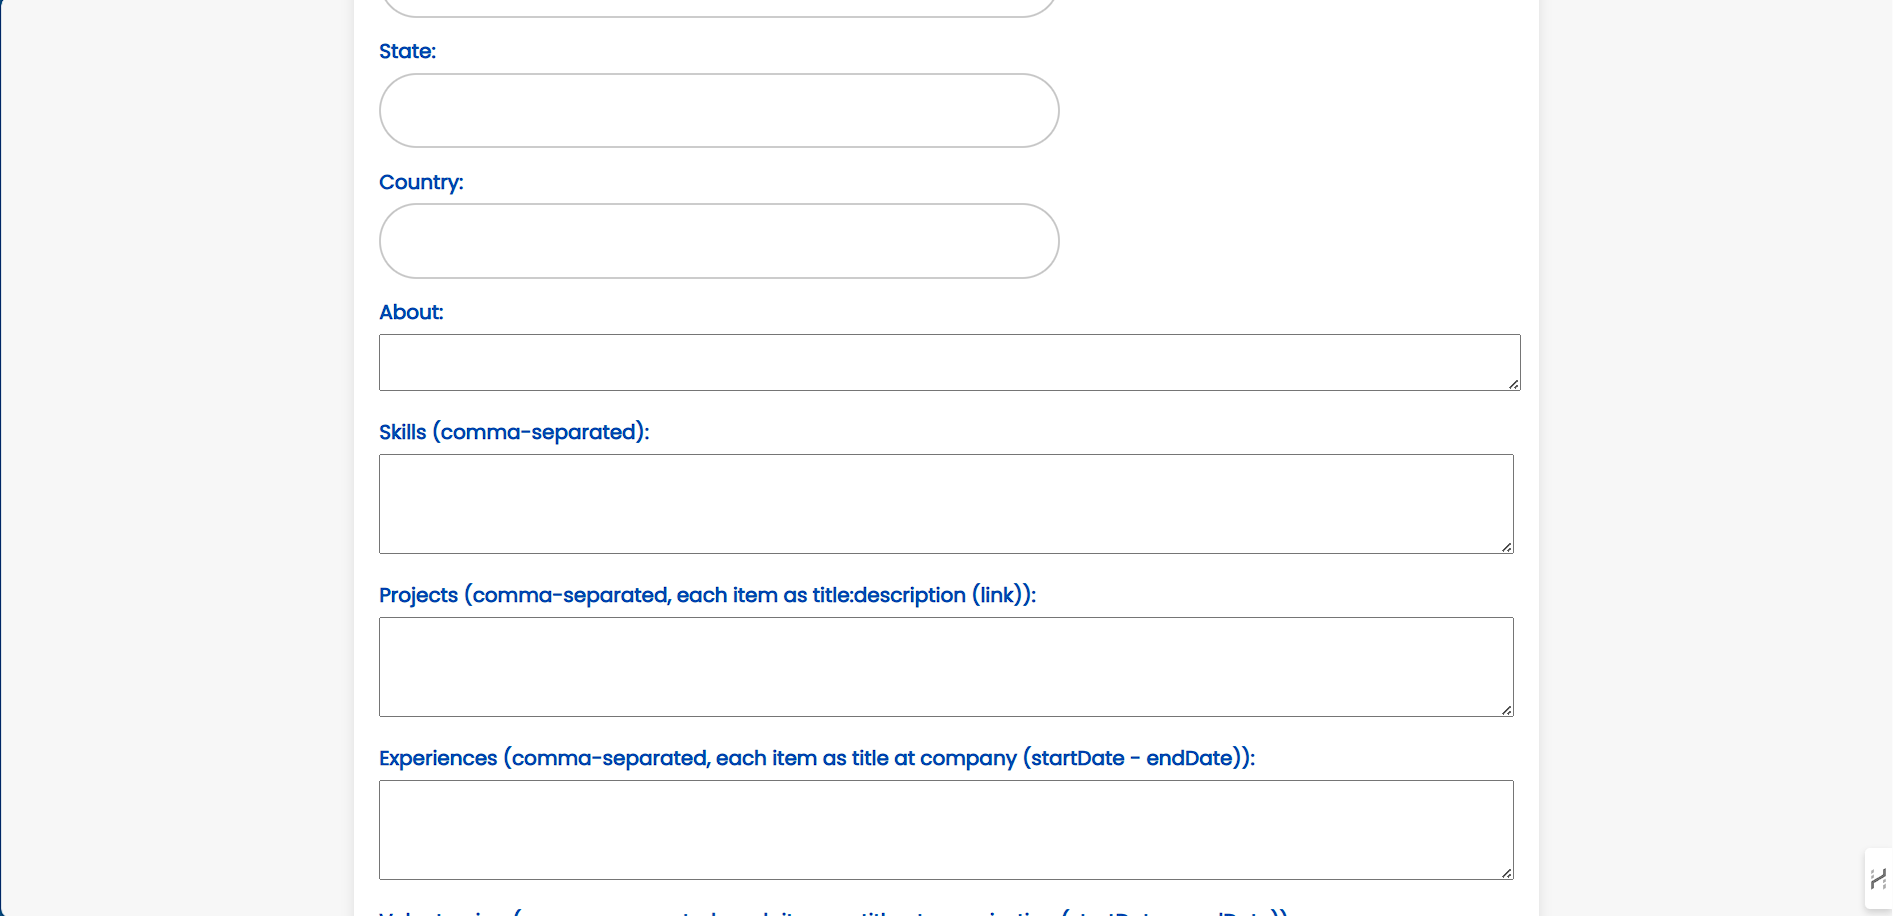 State:
Country:
About:
Skills (comma-separated):
Projects (comma-separated, each item as title:description (link)):
Experiences (comma-separated, each item as title at company (startDate - endDate)):